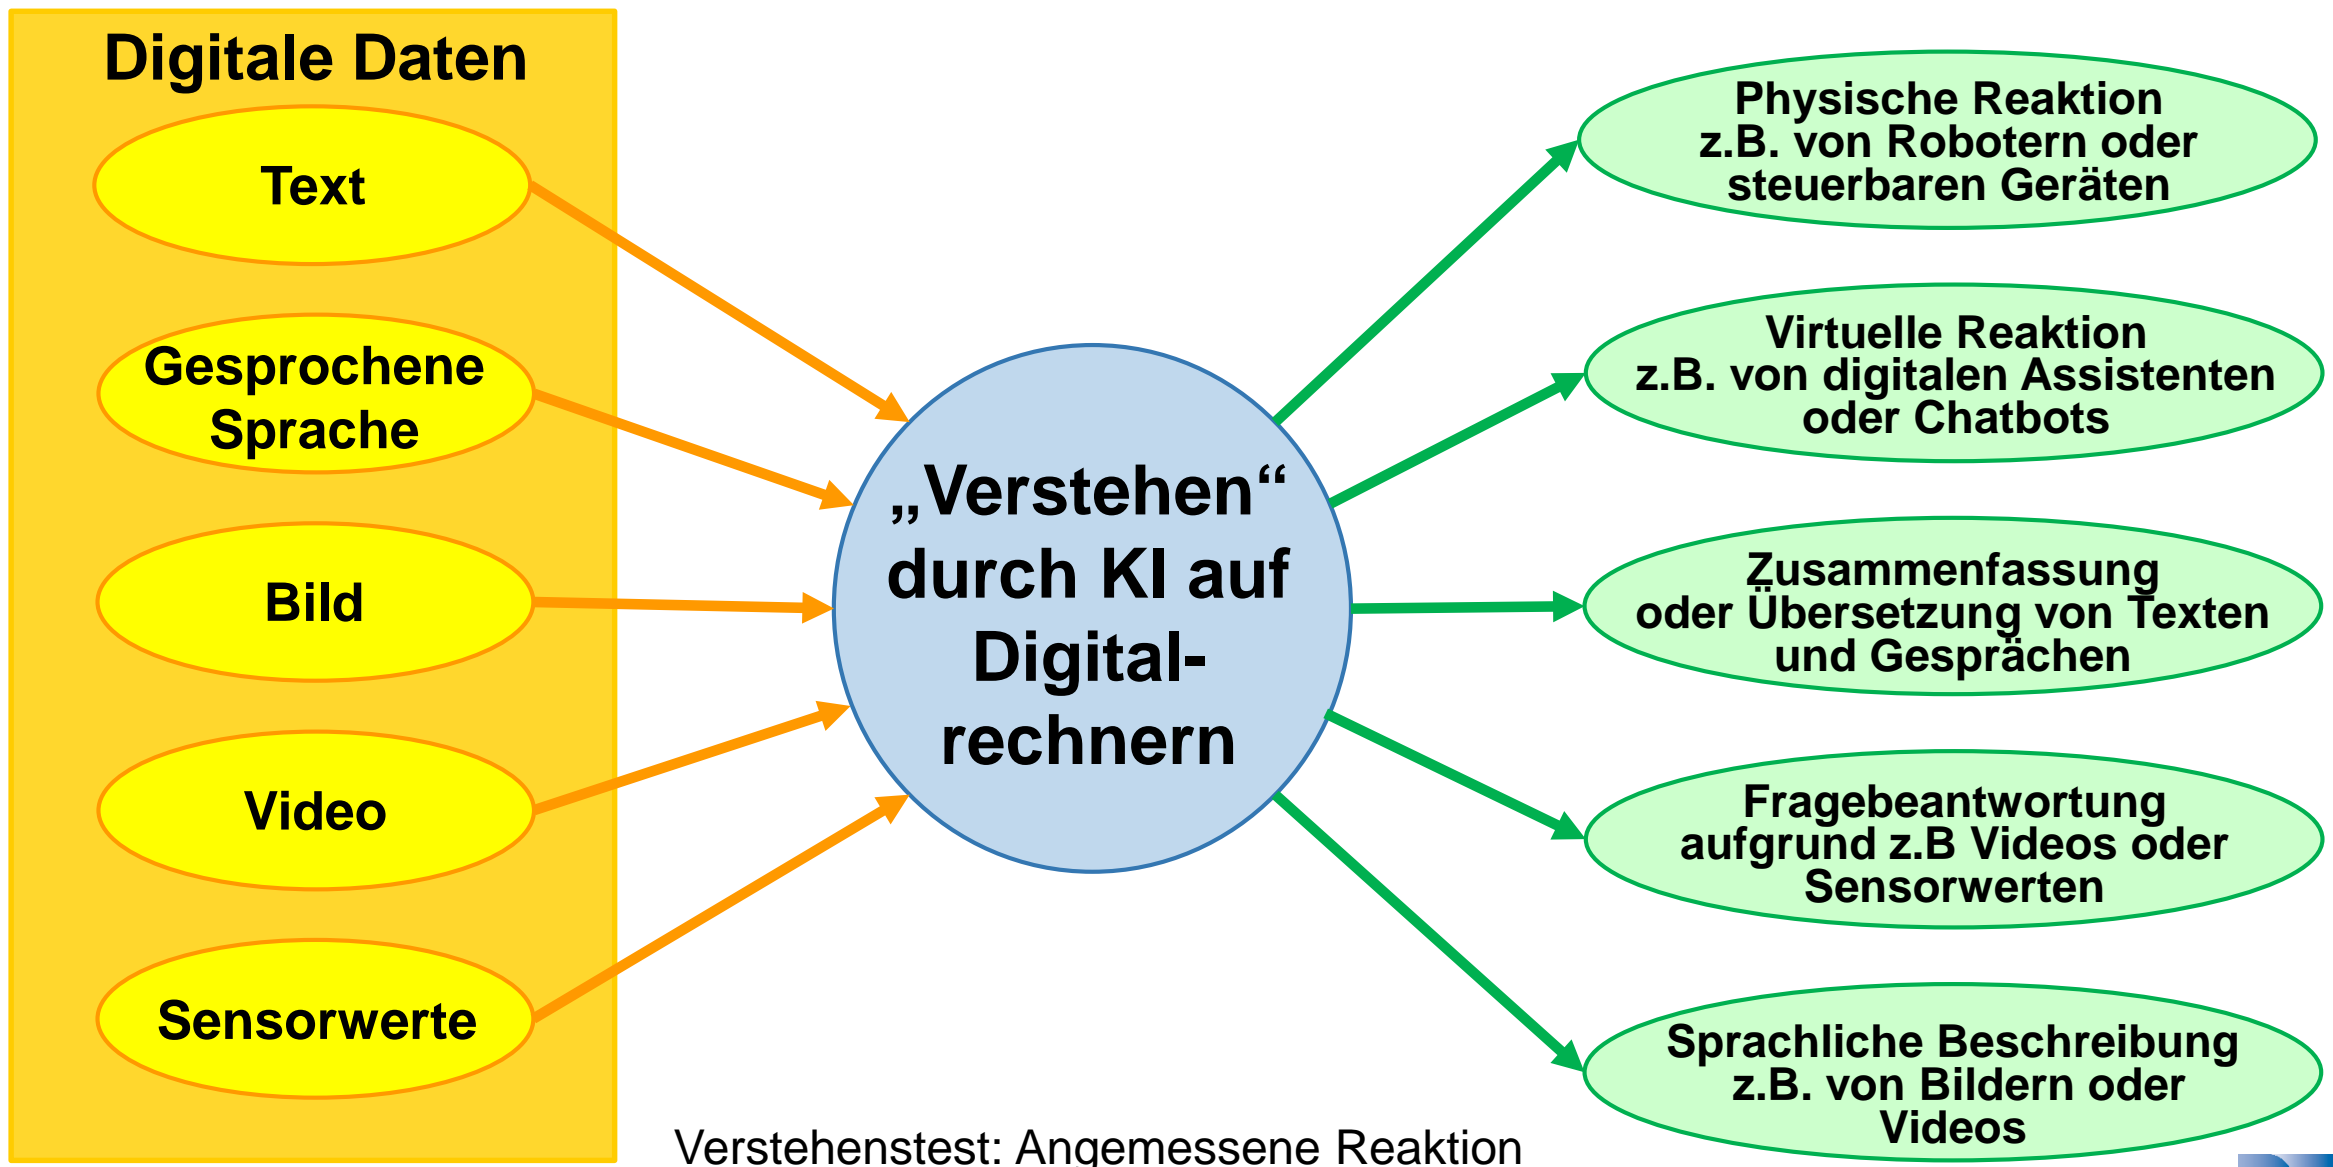 Digitale Daten
Text
Gesprochene
Sprache
Bild
Video
Sensorwerte
„Verstehen“
durch KI auf
Digital-
rechnern
Physische Reaktion
z.B. von Robotern oder
steuerbaren Geräten
Virtuelle Reaktion
z.B. von digitalen Assistenten
oder Chatbots
Zusammenfassung
oder Übersetzung von Texten
und Gesprächen
Fragebeantwortung
aufgrund z.B Videos oder
Sensorwerten
Sprachliche Beschreibung
z.B. von Bildern oder
Videos
Verstehenstest: Angemessene Reaktion